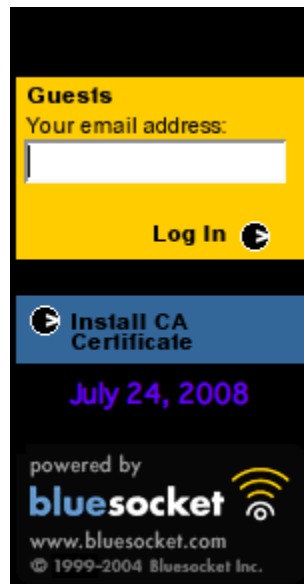 Guests
Your email address:
Log In
Install CA
Certificate
July 24, 2008
powered by
bluesocket
www.bluesocket.com
© 1999-2004 Bluesocket Inc.